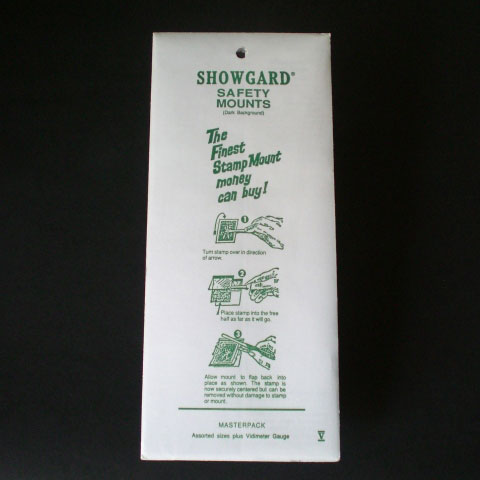 SHOWGARD®
SAFETY
MOUNTS
(Dark Background)
The
Finest
Stamp Mount
money
can buy!
1
Turn stamp over in direction
of arrow.
2
Place stamp into the free
half as far as it will go.
3
Allow mount to flap back into
place as shown. The stamp is
now securely centered but can be
removed without damage to stamp
or mount.
MASTERPACK
Assorted sizes plus Vidimeter Gauge
V